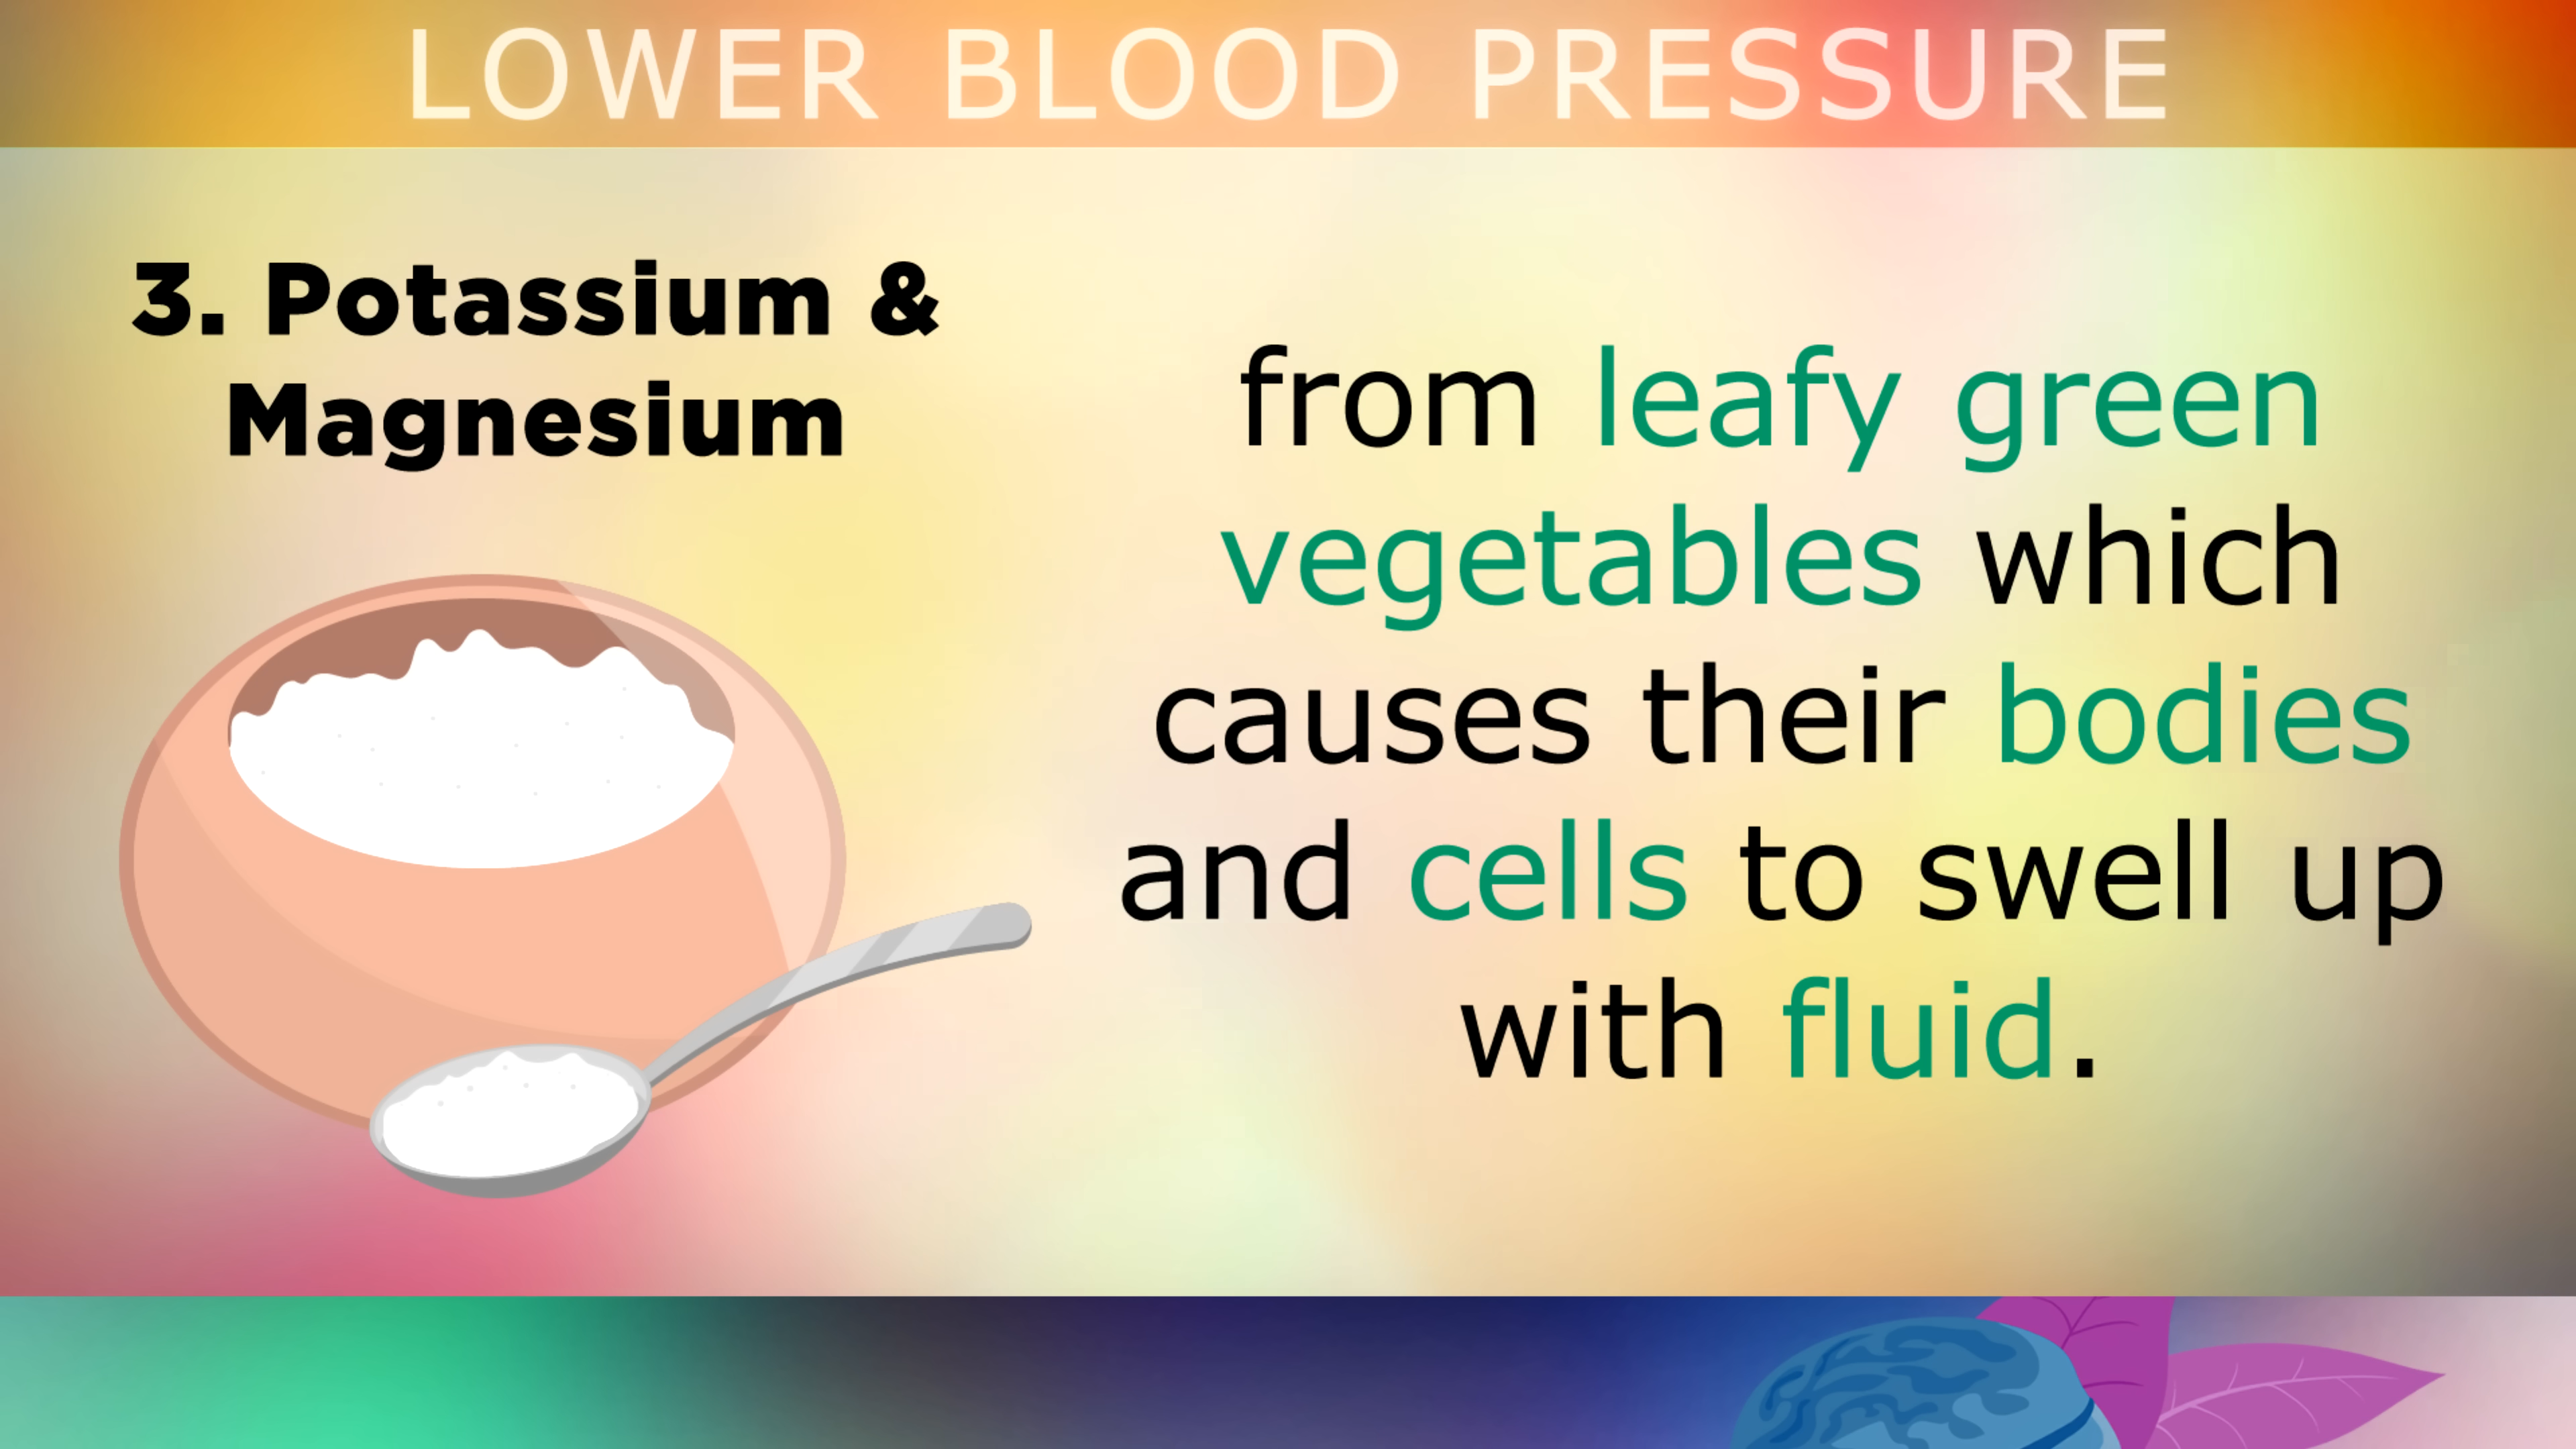 LOWER BLOOD PRESSURE
3. Potassium &
Magnesium
from leafy green
vegetables which
causes their bodies
and cells to swell up
with fluid.